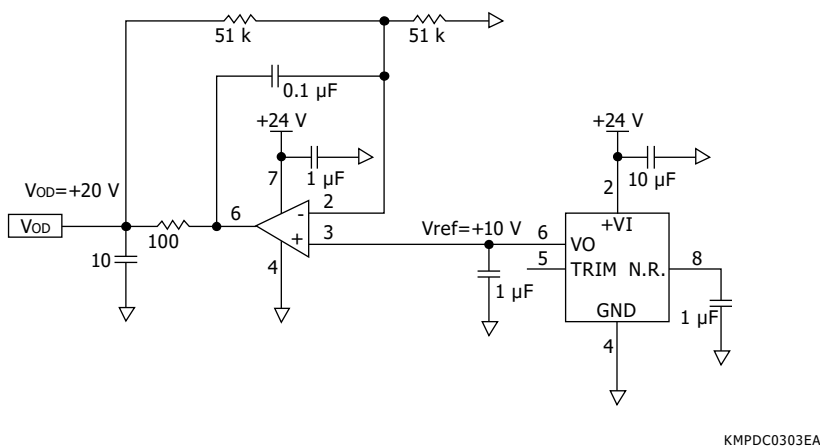 51 k
51 k
0.1 µF
+24 V
1 µF
7
2
3
6
4
- 
+
VOD=+20 V
VOD
100
10
Vref=+10 V
1 µF
+24 V
10 µF
2
+VI
6
VO
5
TRIM N.R.
8
GND
4
1 µF
KMPDC0303EA